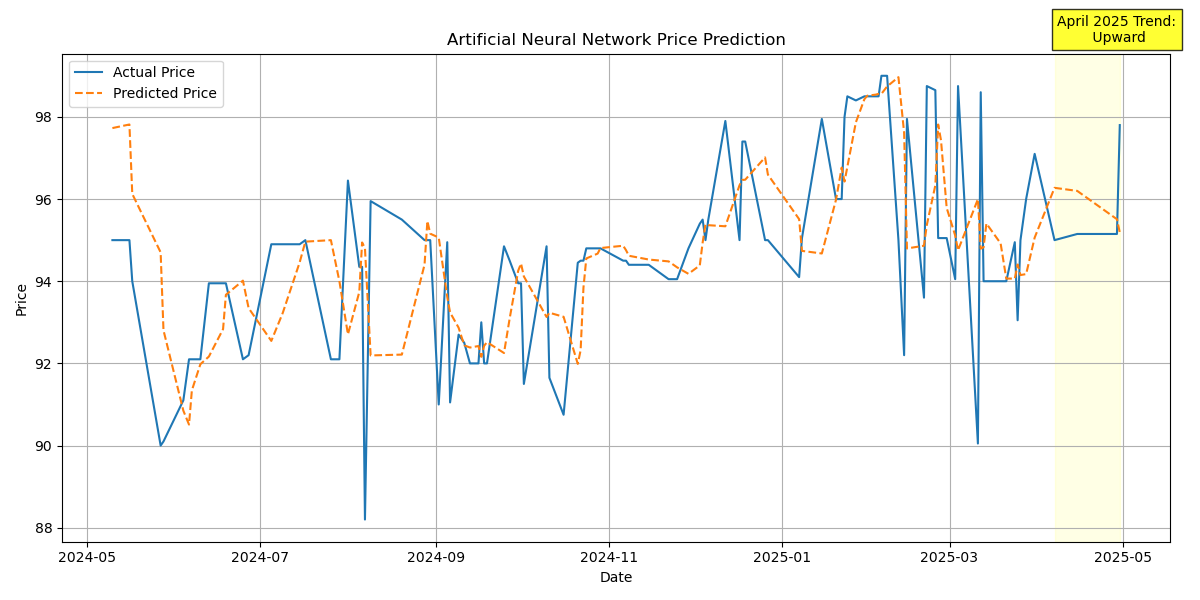 April 2025 Trend:
Upward
Artificial Neural Network Price Prediction
Actual Price
Predicted Price
Price
98
96
94
92
90
88
2024-05 2024-07 2024-09 2024-11 2025-01 2025-03 2025-05
Date